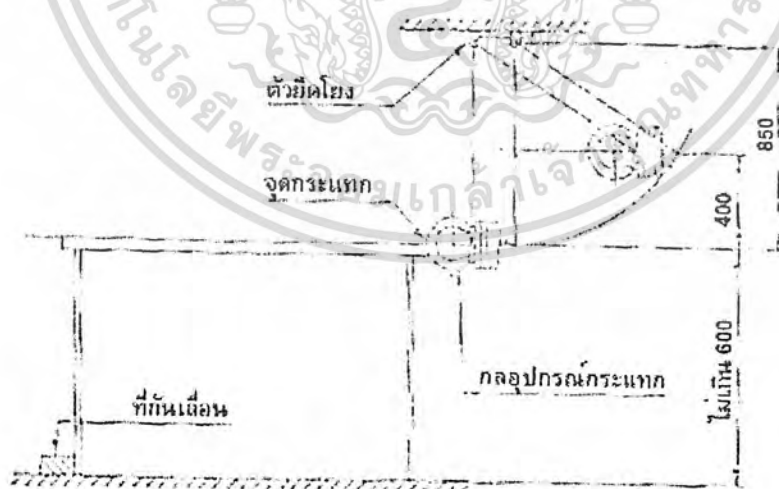 ตัวยึดโยง
850
จุดกระแทก
400
กลอุปกรณ์กระแทก
ไม่เกิน 600
ที่กันเลื่อน